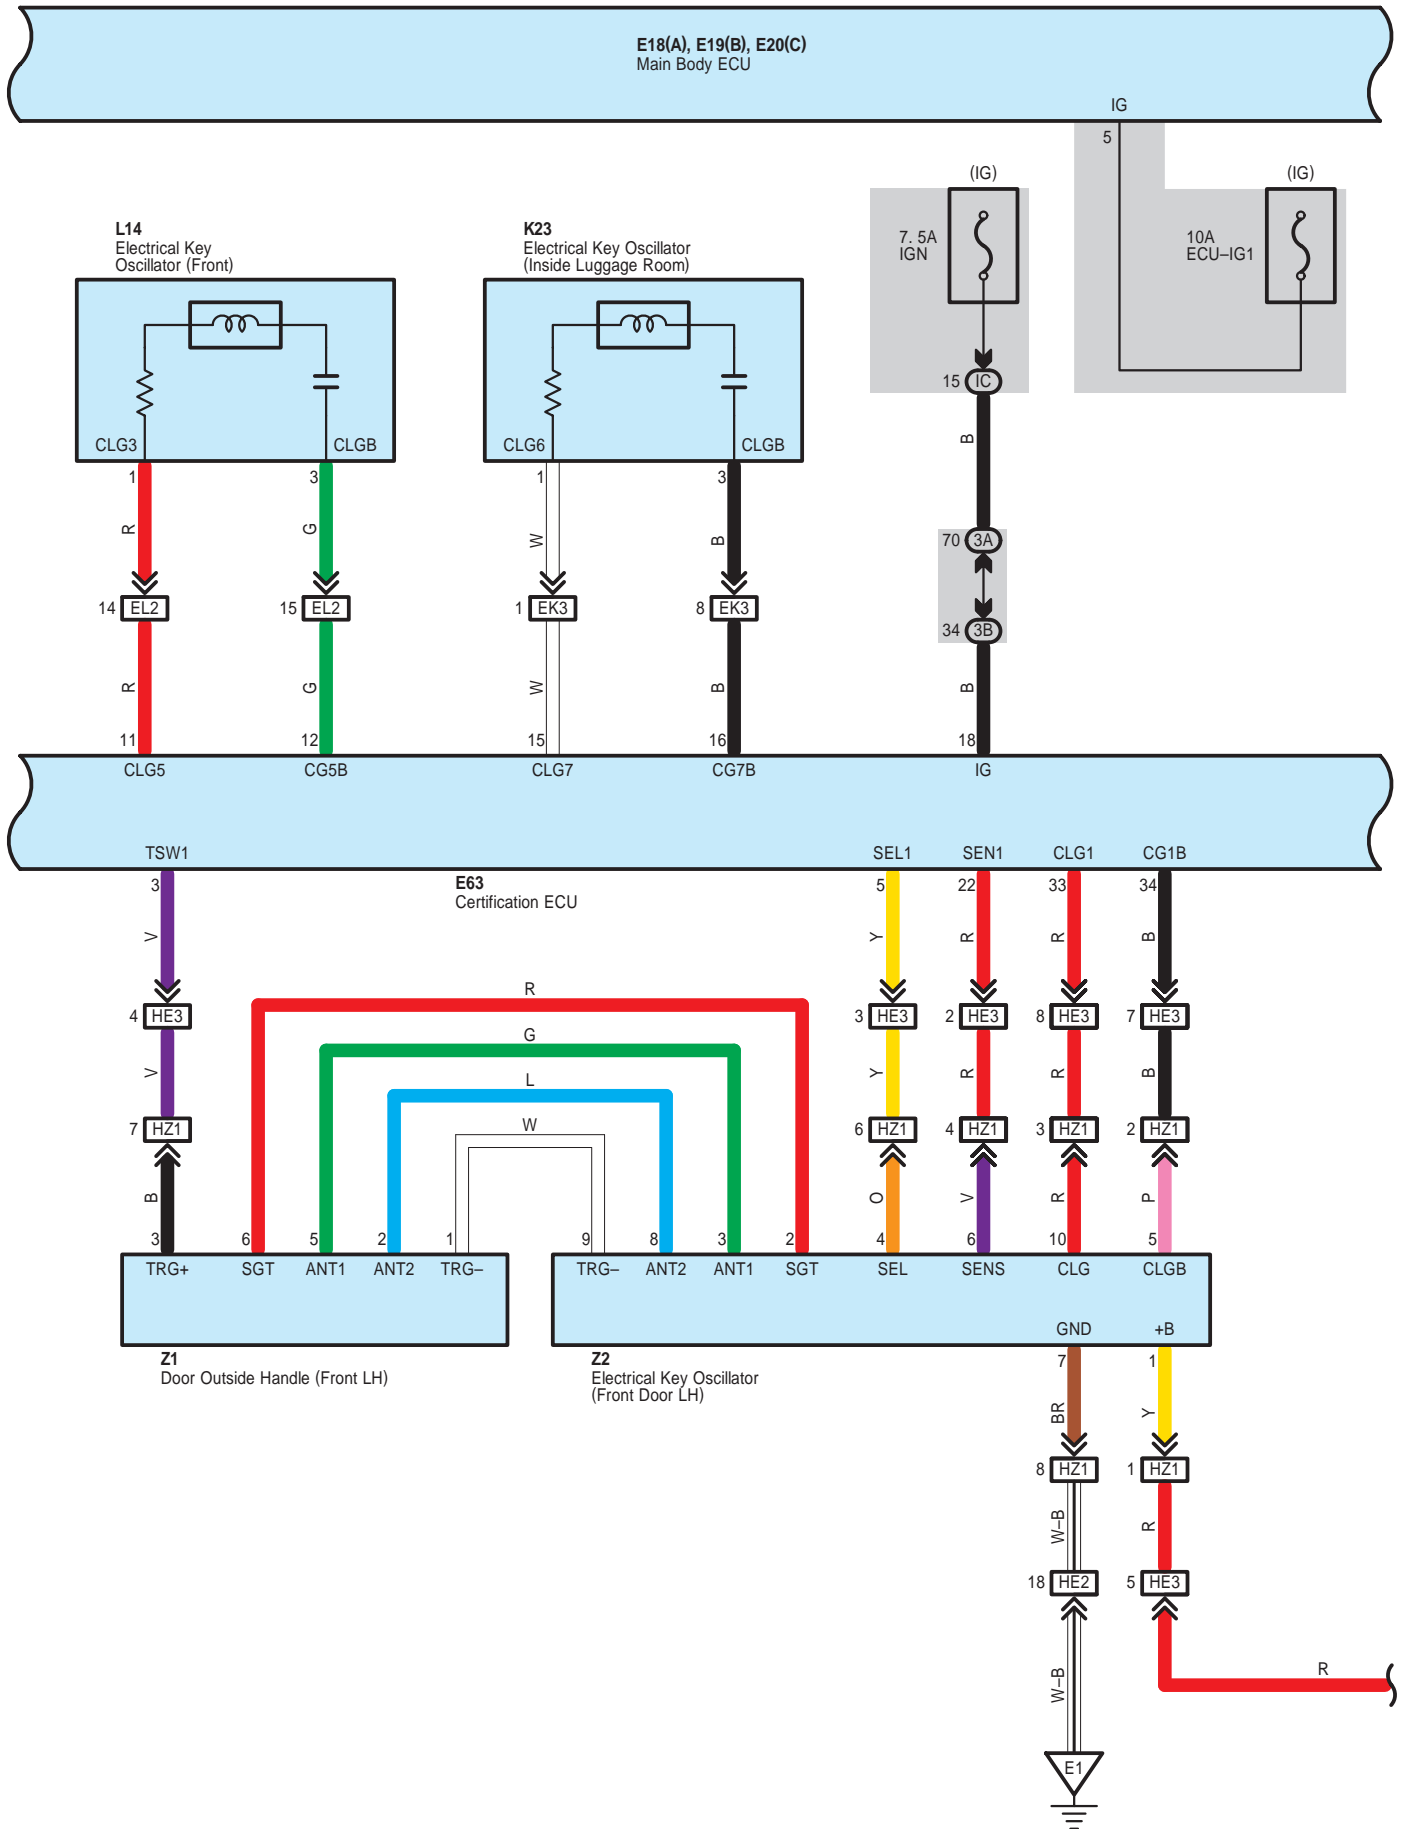 E18(A), E19(B), E20(C)
Main Body ECU
IG
5
(IG)
(IG)
7. 5A
IGN
10A
ECU–IG1
L14
Electrical Key
Oscillator (Front)
K23
Electrical Key Oscillator
(Inside Luggage Room)
15 IC
CLG3 CLGB CLG6 CLGB
B
1 3 1 3
R G W B
70 3A
14 EL2 15 EL2 1 EK3 8 EK3
34 3B
R G W B B
11 12 15 16 18
CLG5 CG5B CLG7 CG7B IG
TSW1 SEL1 SEN1 CLG1 CG1B
3 5 22 33 34
E63
Certification ECU
V Y R R B
R
4 HE3 3 HE3 2 HE3 8 HE3 7 HE3
G
V Y R R B
L
W
7 HZ1 6 HZ1 4 HZ1 3 HZ1 2 HZ1
B O V R P
3 6 5 2 1 9 8 3 2 4 6 10 5
TRG+ SGT ANT1 ANT2 TRG– TRG– ANT2 ANT1 SGT SEL SENS CLG CLGB
GND +B
7 1
Z1
Door Outside Handle (Front LH)
Z2
Electrical Key Oscillator
(Front Door LH)
BR Y
8 HZ1 1 HZ1
W–B R
18 HE2 5 HE3
R
W–B
E1